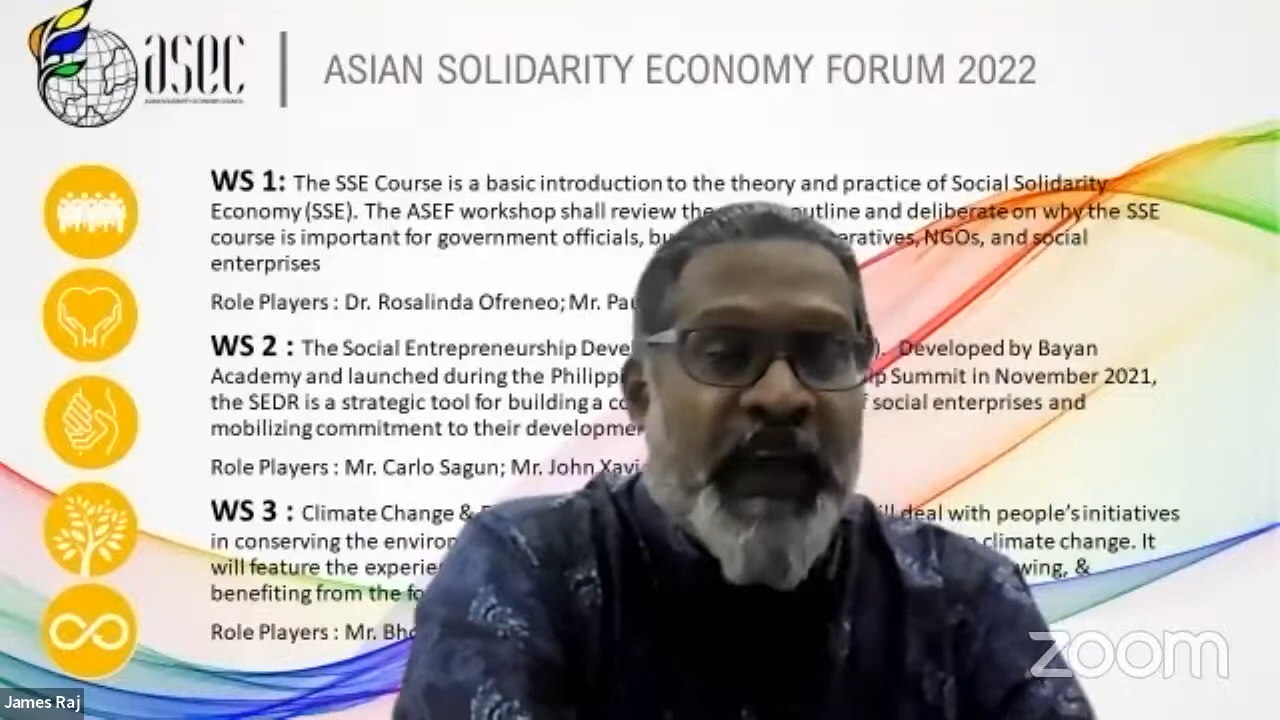 asec
ASIAN SOLIDARITY ECONOMY COUNCIL
ASIAN SOLIDARITY ECONOMY FORUM 2022
WS 1: The SSE Course is a basic introduction to the theory and practice of Social Solidarity
Economy (SSE). The ASEF workshop shall review the outline and deliberate on why the SSE
course is important for government officials, NGOs, and social
enterprises
Role Players : Dr. Rosalinda Ofreneo; Mr.
WS 2 : The Social Entrepreneurship Developed by Bayan
Academy and launched during the Summit in November 2021,
the SEDR is a strategic tool for building a social enterprises and
mobilizing commitment to their
Role Players : Mr. Carlo Sagun; Mr. John
WS 3 : Climate Change & deal with people's initiatives
in conserving the climate change. It
will feature the &
benefiting from the
Role Players : Mr.
zoom
James Raj